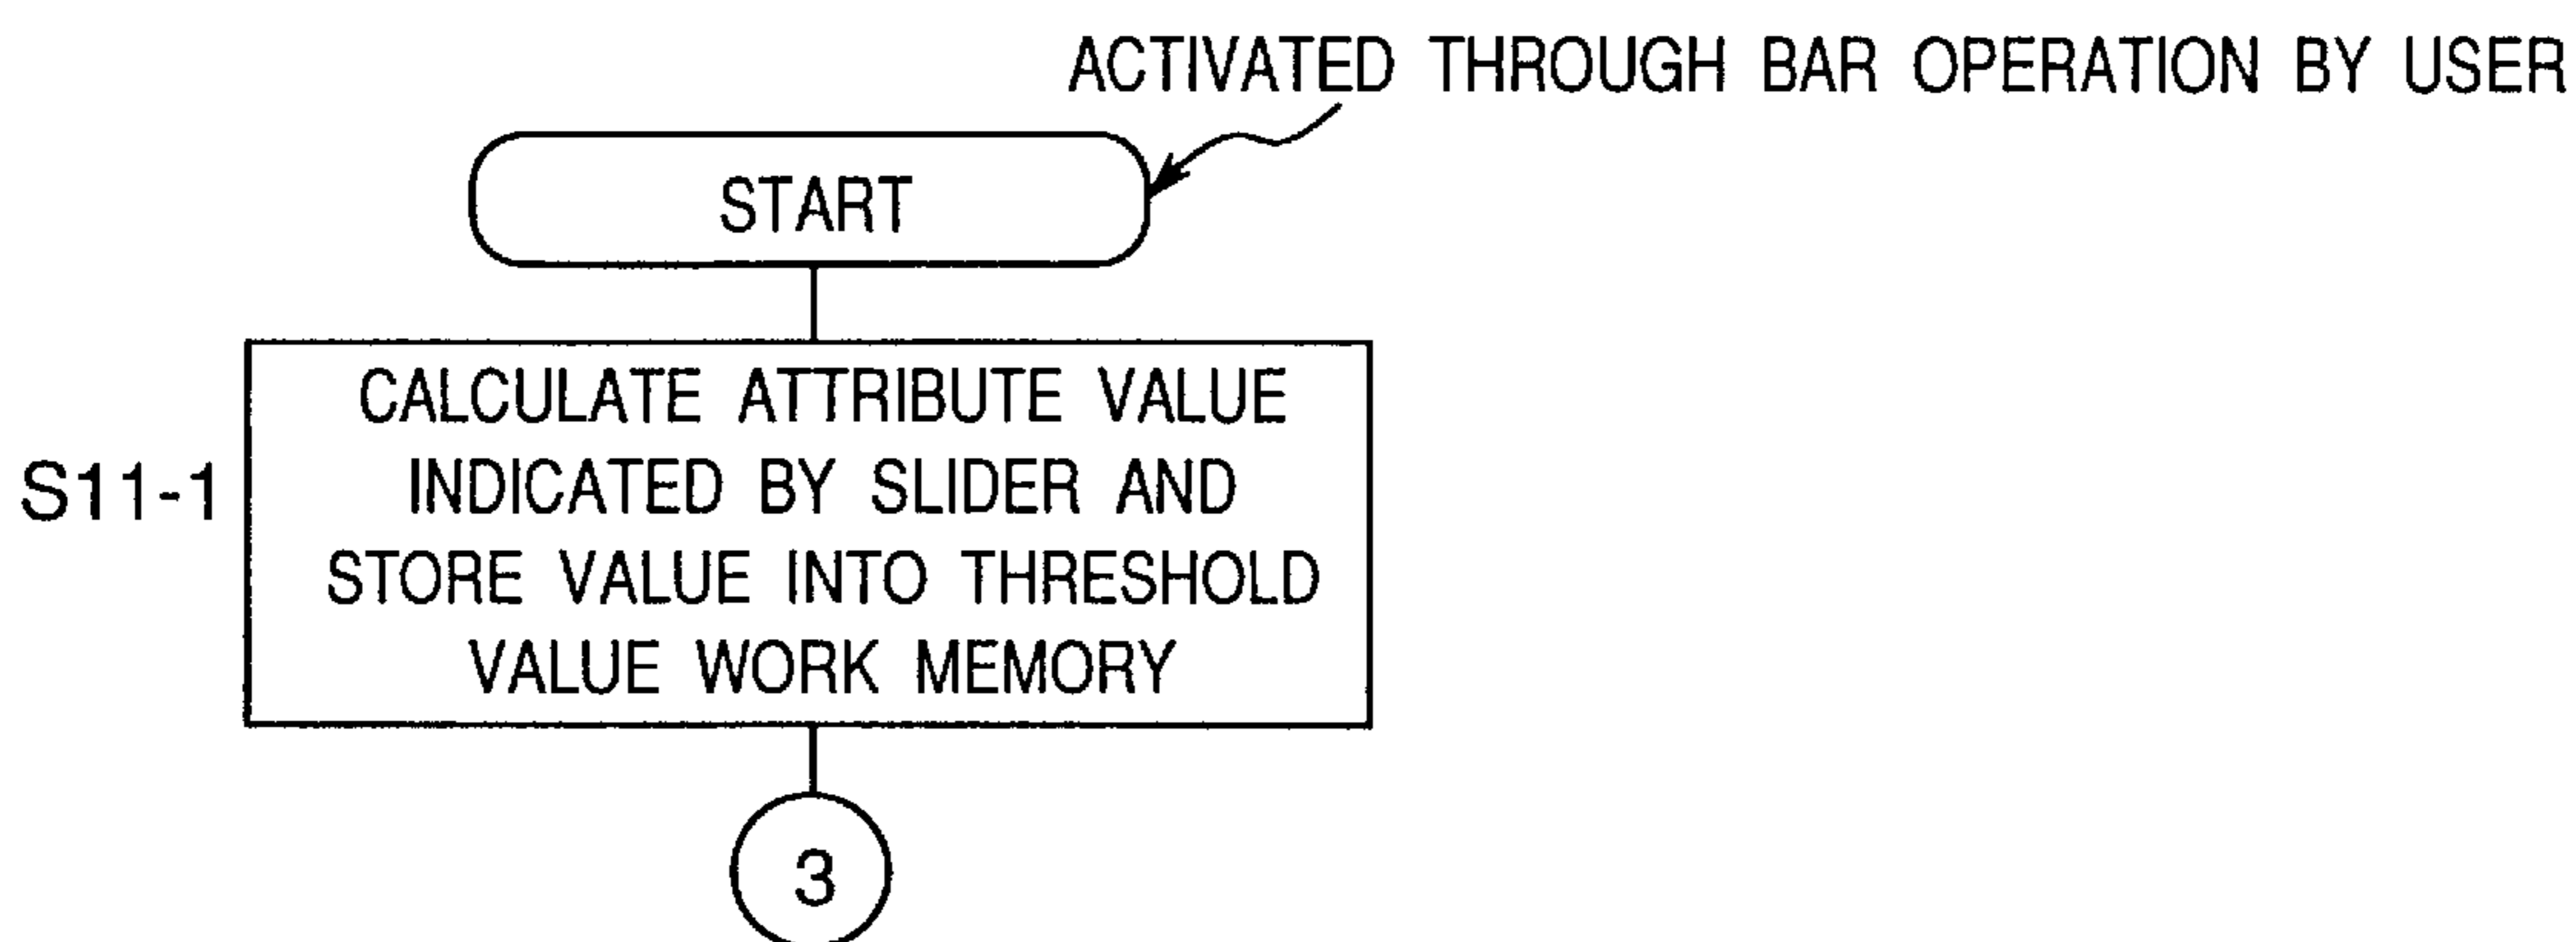 ACTIVATED THROUGH BAR OPERATION BY USER
START
CALCULATE ATTRIBUTE VALUE
INDICATED BY SLIDER AND
S11-1
STORE VALUE INTO THRESHOLD
VALUE WORK MEMORY
3